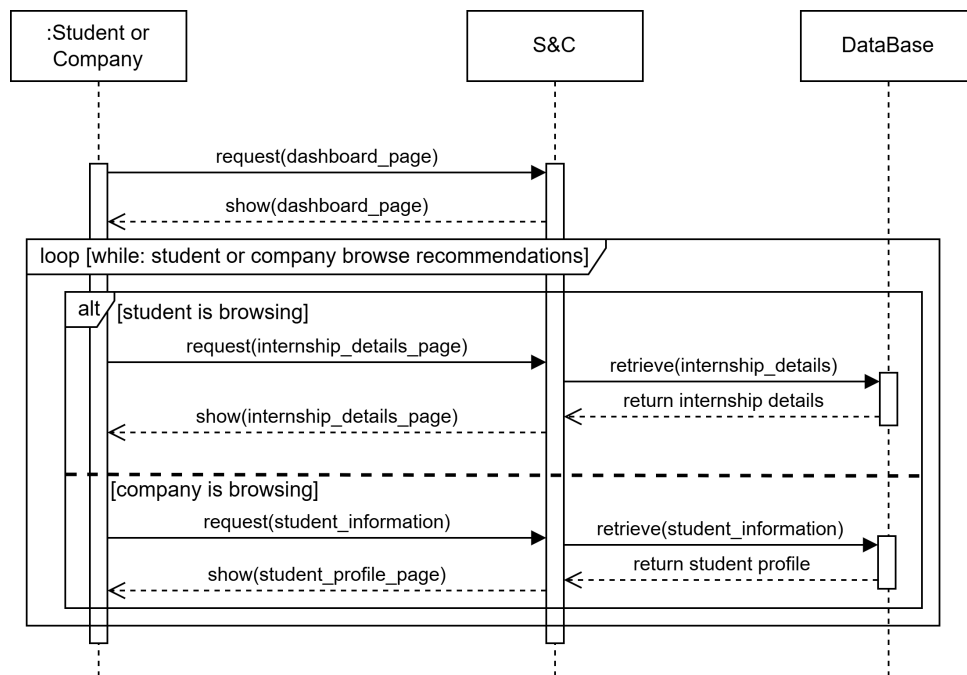 :Student or
Company
S&C
DataBase
request(dashboard_page)
show(dashboard_page)
loop [while: student or company browse recommendations]
alt
[student is browsing]
request(internship_details_page)
retrieve(internship_details)
return internship details
show(internship_details_page)
[company is browsing]
request(student_information)
retrieve(student_information)
return student profile
show(student_profile_page)